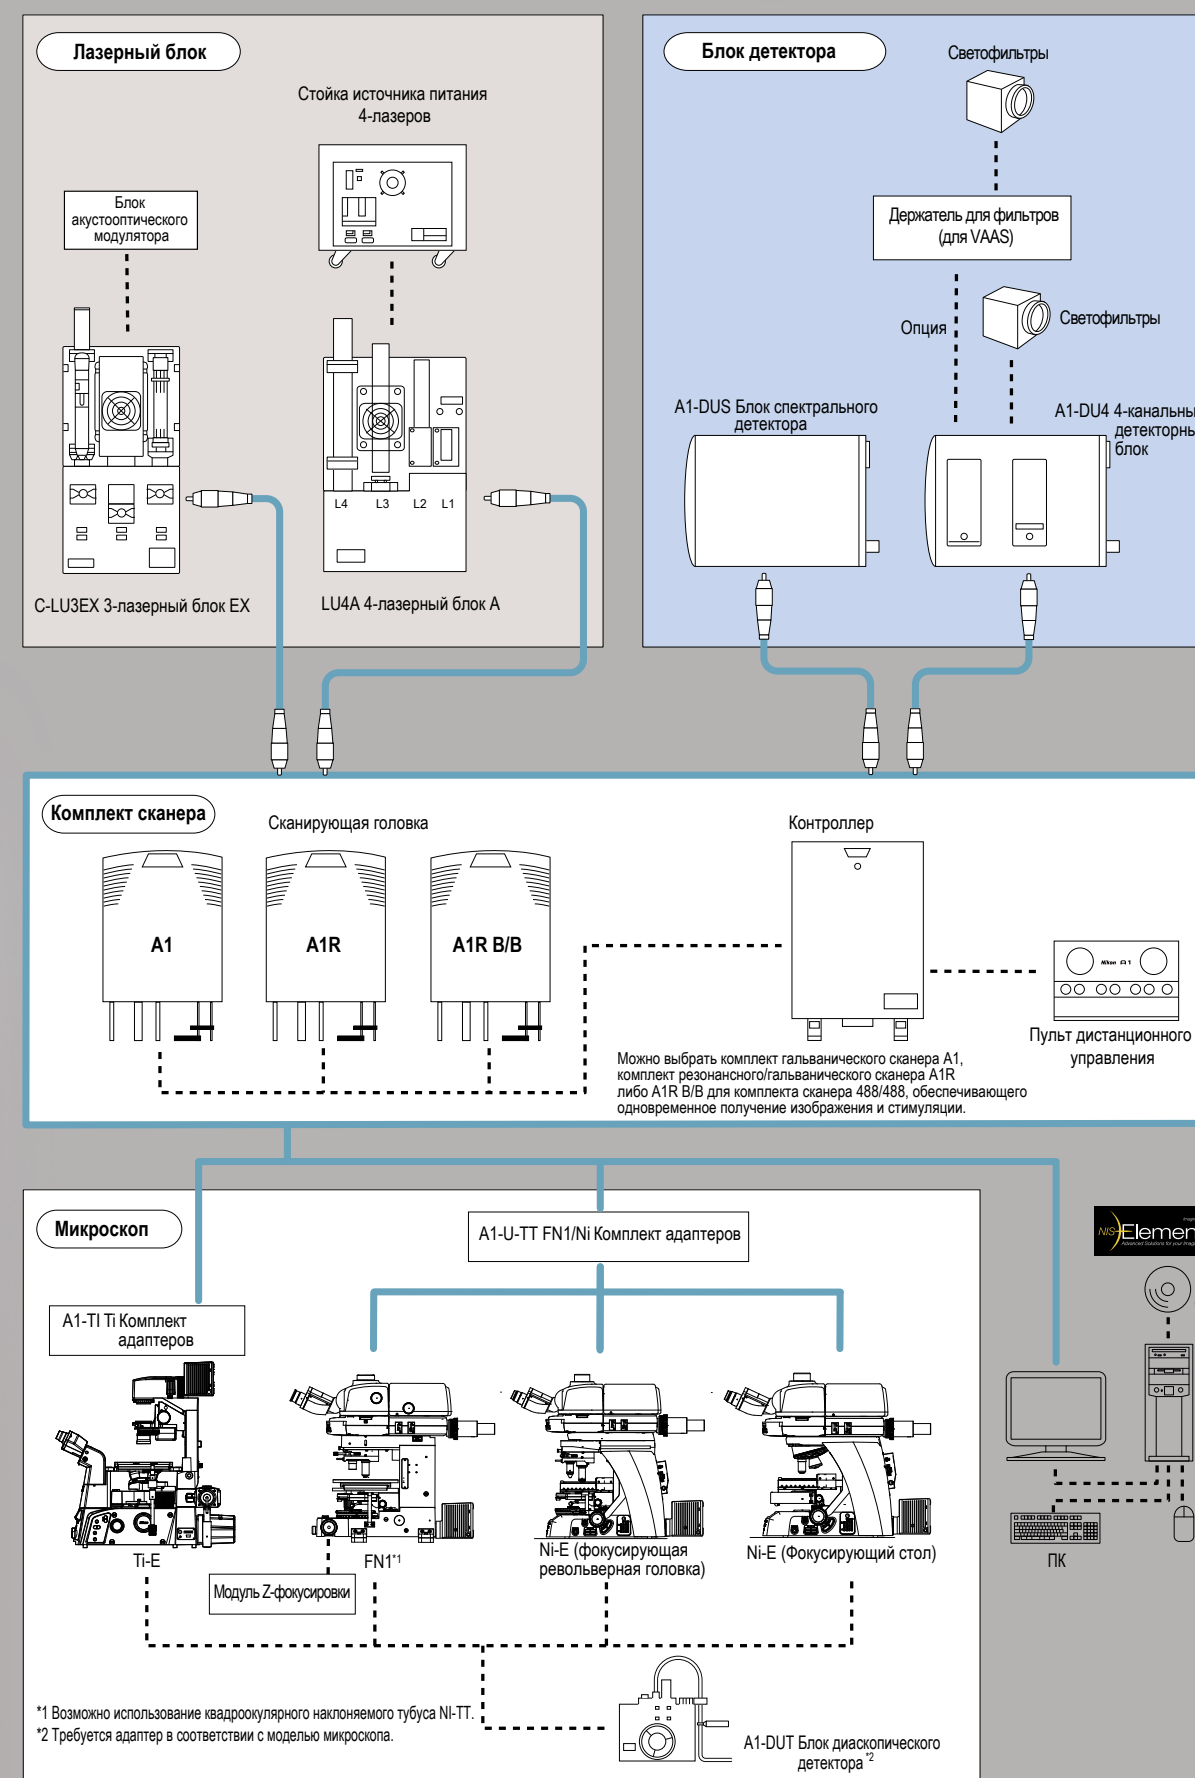 Лазерный блок
Стойка источника питания
4-лазеров
Блок
акустооптического
модулятора
L4 L3 L2 L1
C-LU3EX 3-лазерный блок EX
LU4A 4-лазерный блок A
Блок детектора
Светофильтры
Держатель для фильтров
(для VAAS)
Опция
Светофильтры
A1-DUS Блок спектрального
детектора
A1-DU4 4-канальны
детекторны
блок
Комплект сканера
Сканирующая головка
A1
A1R
A1R B/B
Контроллер
Nikon A1
Пульт дистанционного
управления
Можно выбрать комплект гальванического сканера A1,
комплект резонансного/гальванического сканера A1R
либо A1R B/B для комплекта сканера 488/488, обеспечивающего
одновременное получение изображения и стимуляции.
Микроскоп
A1-U-TT FN1/Ni Комплект адаптеров
A1-TI Ti Комплект
адаптеров
NIS Elemen
Ti-E
FN1*1
Модуль Z-фокусировки
Ni-E (фокусирующая
револьверная головка)
Ni-E (Фокусирующий стол)
ПК
*1 Возможно использование квадроокулярного наклоняемого тубуса NI-TT.
*2 Требуется адаптер в соответствии с моделью микроскопа.
A1-DUT Блок диаскопического
детектора*2